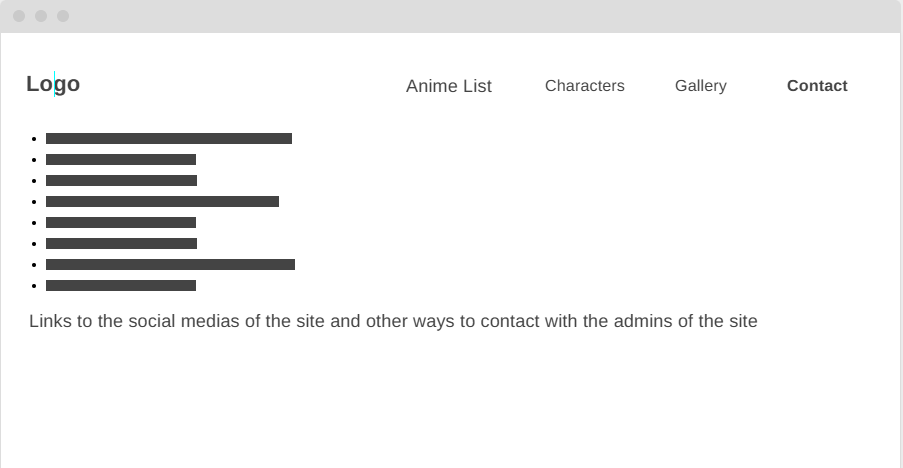 Logo
Anime List Characters Gallery Contact
Links to the social medias of the site and other ways to contact with the admins of the site